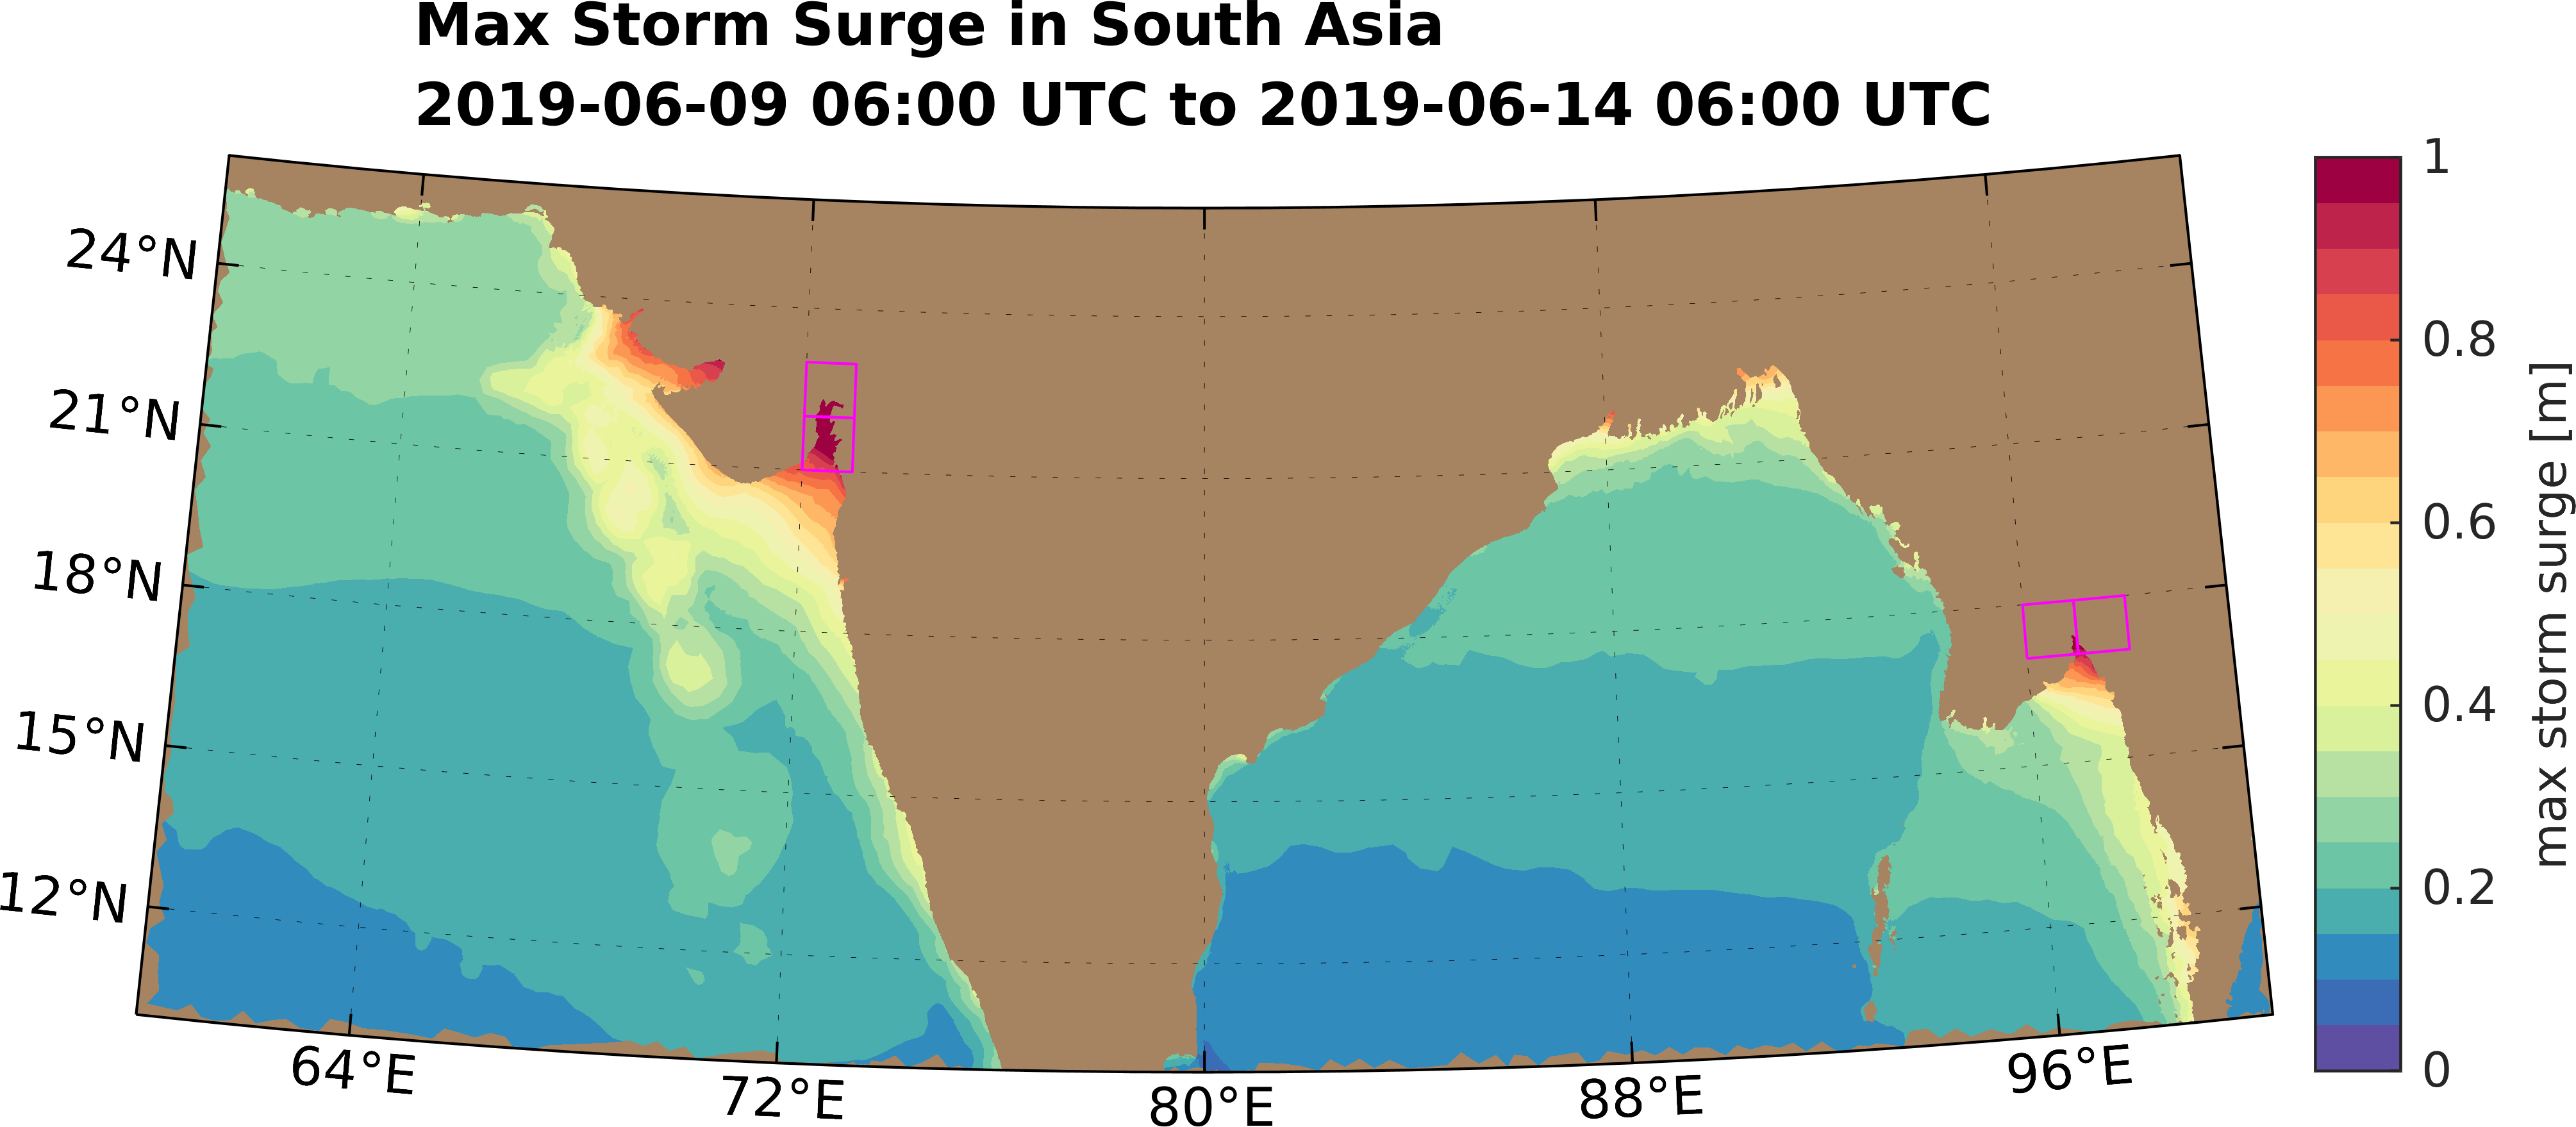 Max Storm Surge in South Asia
2019-06-09 06:00 UTC to 2019-06-14 06:00 UTC
24°N
21°N
18°N
15°N
12°N
64°E
72°E
80°E
88°E
96°E
1
0.8
0.6
0.4
0.2
0
max storm surge [m]